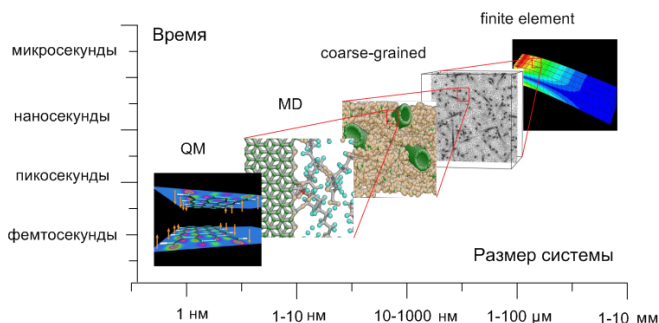 finite element
Время
микросекунды
coarse-grained
MD
наносекунды
QM
пикосекунды
фемтосекунды
Размер системы
1 нм
1-10 нм
10-1000 нм
1-100 μм
1-10 мм